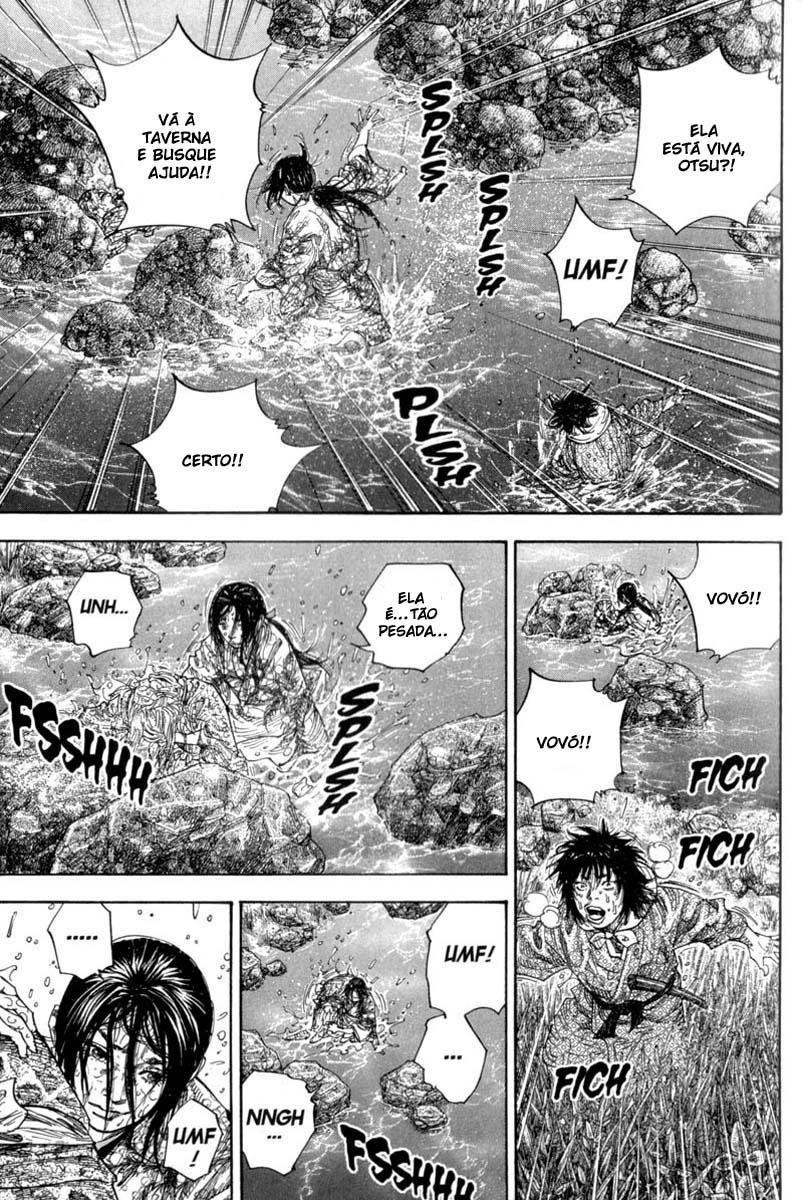 ELA
ESTÁ VIVA,
OTSU?!
UMF!
VÁ À
TAVERNA
E BUSQUE
AJUDA!!
SPLSH
SPLSH
PLSH
CERTO!!
VOVÓ!!
VOVÓ!!
FICH
FICH
FICH
ELA
É...TÃO
PESADA...
UNH...
SPLSH
FSSHHH
UMF!
...
NNGH
...
FSSHHH
.....
UMF
!